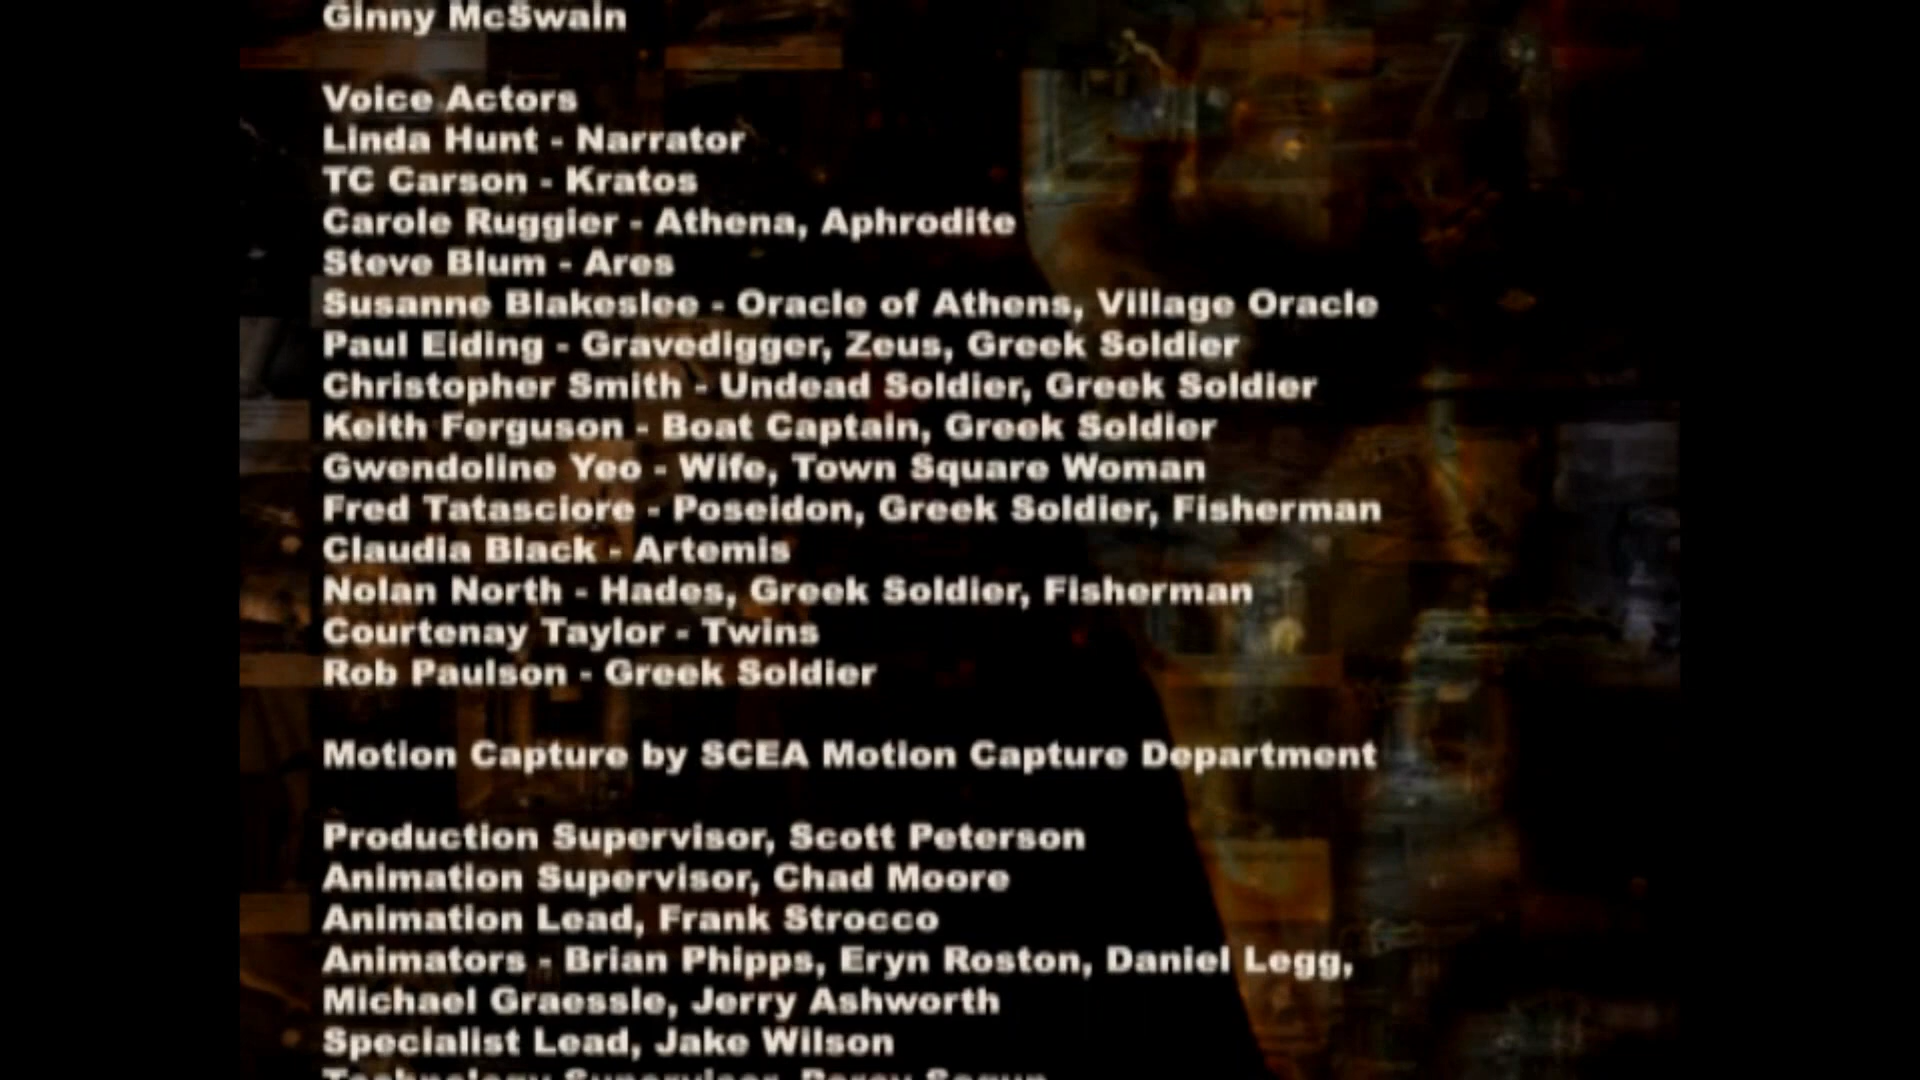 Ginny McSwain
Voice Actors
Linda Hunt - Narrator
TC Carson - Kratos
Carole Ruggier - Athena, Aphrodite
Steve Blum - Ares
Susanne Blakeslee - Oracle of Athens, Village Oracle
Paul Eiding - Gravedigger, Zeus, Greek Soldier
Christopher Smith - Undead Soldier, Greek Soldier
Keith Ferguson - Boat Captain, Greek Soldier
Gwendoline Yeo - Wife, Town Square Woman
Fred Tatasciore - Poseidon, Greek Soldier, Fisherman
Claudia Black - Artemis
Nolan North - Hades, Greek Soldier, Fisherman
Courtenay Taylor - Twins
Rob Paulson - Greek Soldier
Motion Capture by SCEA Motion Capture Department
Production Supervisor, Scott Peterson
Animation Supervisor, Chad Moore
Animation Lead, Frank Strocco
Animators - Brian Phipps, Eryn Roston, Daniel Legg,
Michael Graessle, Jerry Ashworth
Specialist Lead, Jake Wilson
Technology Supervisor,